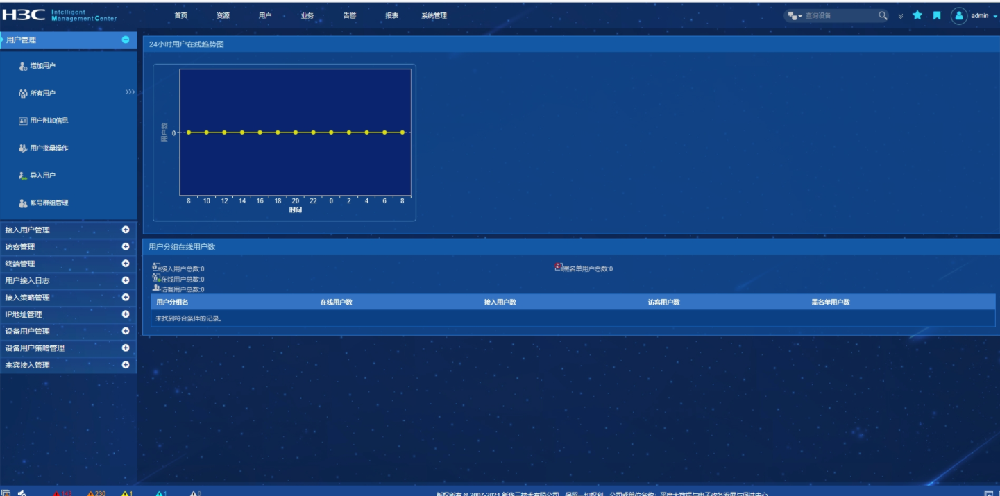 H3C Intelligent Management Center
首页 资源 用户 业务 告警 报表 系统管理 查询设备 admin
用户管理
增加用户
所有用户 >>>
用户附加信息
用户批量操作
导入用户
帐号群组管理
接入用户管理
访客管理
终端管理
用户接入日志
接入策略管理
IP地址管理
设备用户管理
设备用户策略管理
来宾接入管理
24小时用户在线趋势图
用户数
0
8 10 12 14 16 18 20 22 0 2 4 6 8
时间
用户分组在线用户数
接入用户总数:0 黑名单用户总数:0
在线用户总数:0
访客用户总数:0
用户分组名 在线用户数 接入用户数 访客用户数 黑名单用户数
未找到符合条件的记录。
141 230 1 1 0
版权所有 © 2007-2021 新华三技术有限公司，保留一切权利。公司或单位名称：平度大数据与电子政务发展与促进中心